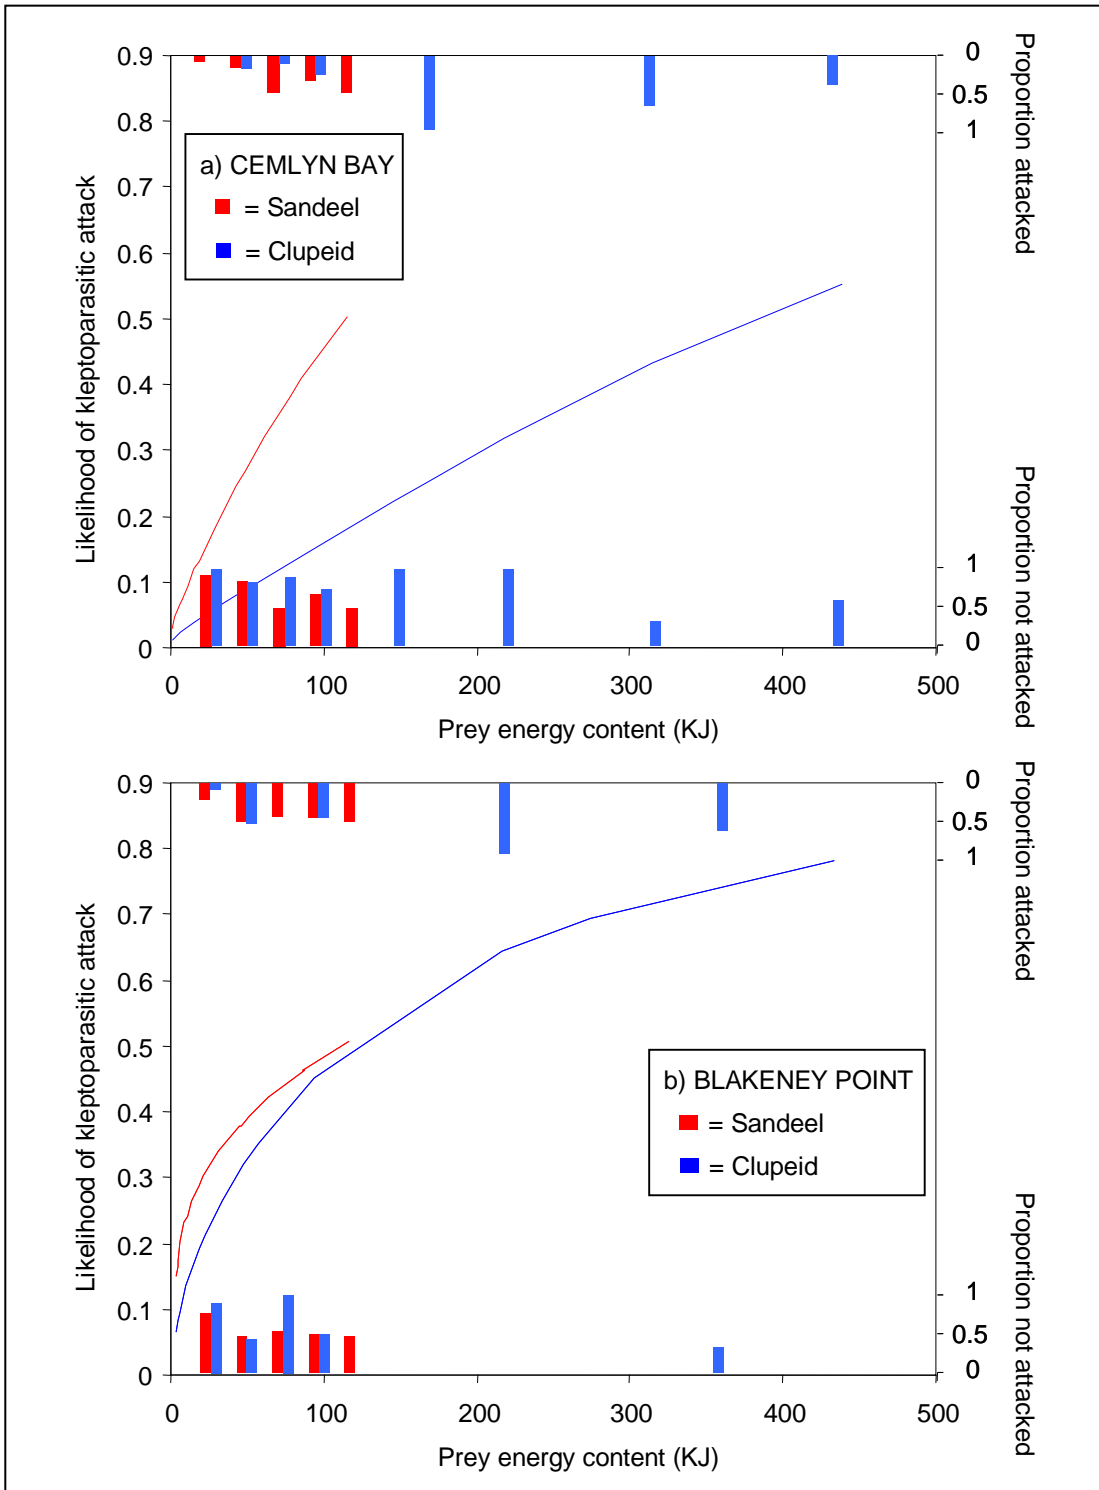 0.9
0.8
0.7
0.6
0.5
0.4
0.3
0.2
0.1
0
Likelihood of kleptoparasitic attack
a) CEMLYN BAY
= Sandeel
= Clupeid
0
0.5
1
Proportion attacked
1
0.5
0
Proportion not attacked
0 100 200 300 400 500
Prey energy content (KJ)
0.9
0.8
0.7
0.6
0.5
0.4
0.3
0.2
0.1
0
Likelihood of kleptoparasitic attack
0
0.5
1
Proportion attacked
b) BLAKENEY POINT
= Sandeel
= Clupeid
1
0.5
0
Proportion not attacked
0 100 200 300 400 500
Prey energy content (KJ)